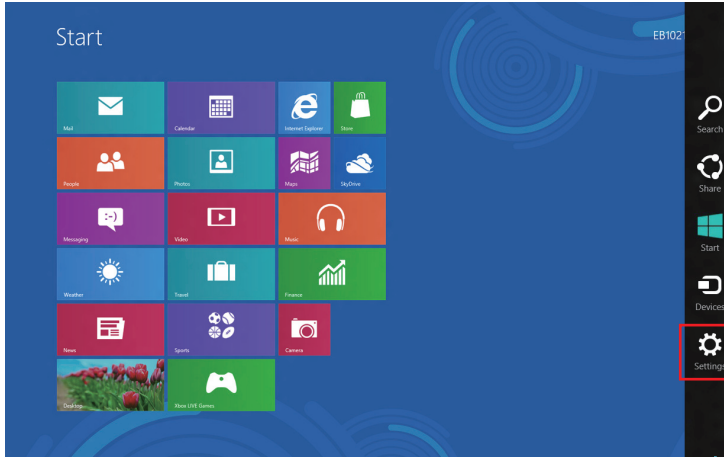 Start
EB1021
Mail
Calendar
Internet Explorer
Store
People
Photos
Maps
SkyDrive
Messaging
:-)
Video
Music
Weather
Travel
Finance
News
Sports
Camera
Desktop
Xbox LIVE Games
Search
Share
Start
Devices
Settings